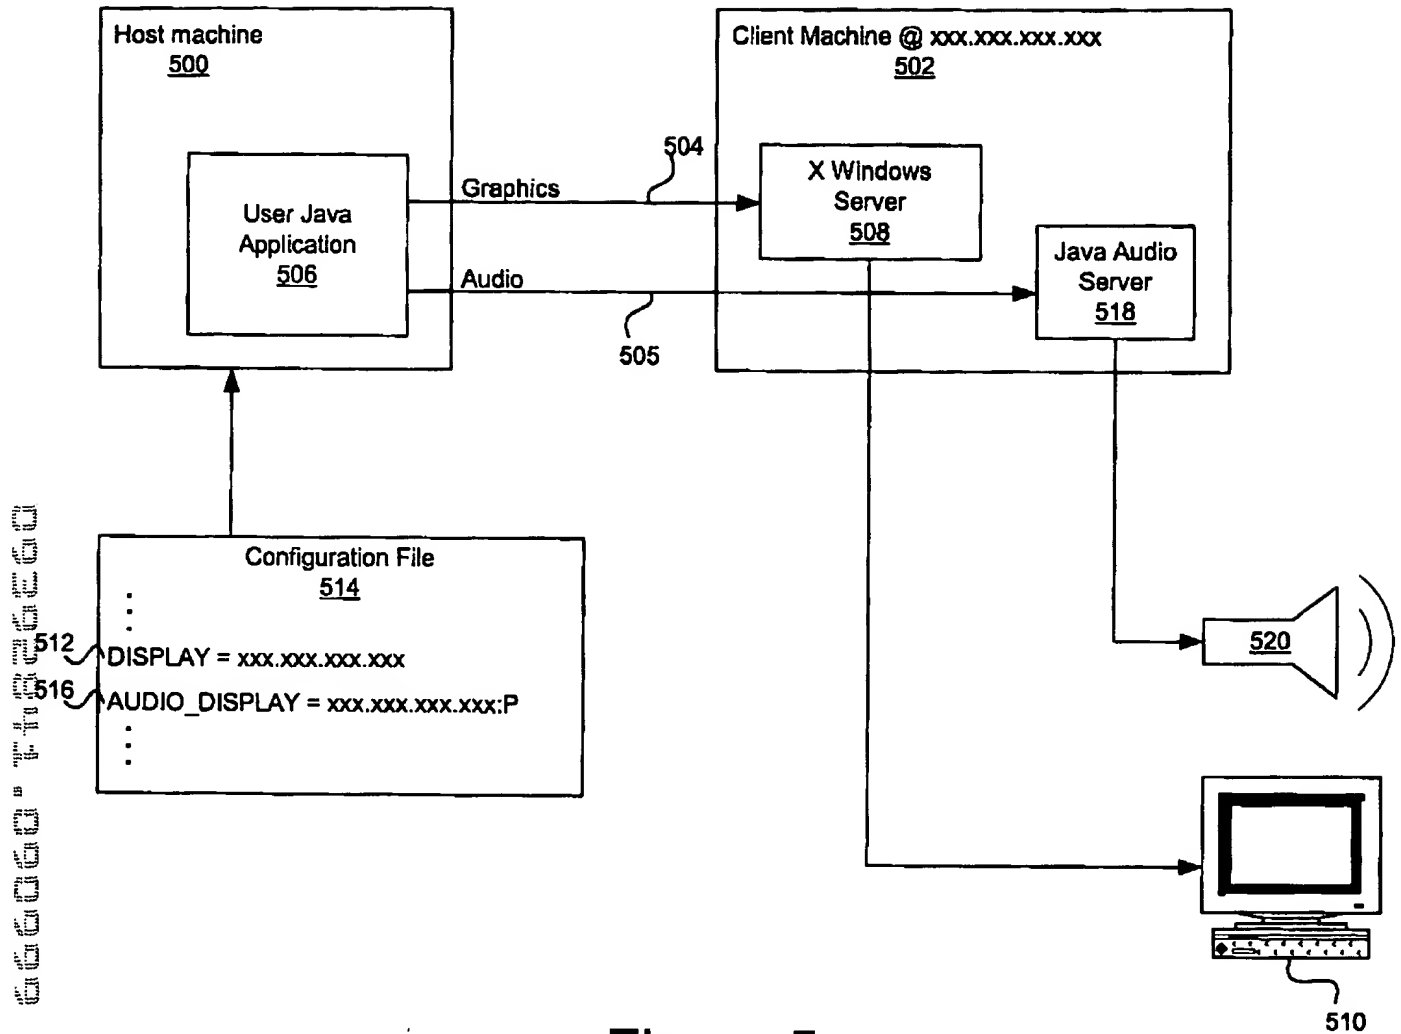 Host machine
500
Client Machine @ xxx.xxx.xxx.xxx
502
504
X Windows
Server
508
Graphics
User Java
Application
506
Java Audio
Server
518
Audio
505
Configuration File
514
512
DISPLAY = xxx.xxx.xxx.xxx
516
AUDIO_DISPLAY = xxx.xxx.xxx.xxx:P
520
510